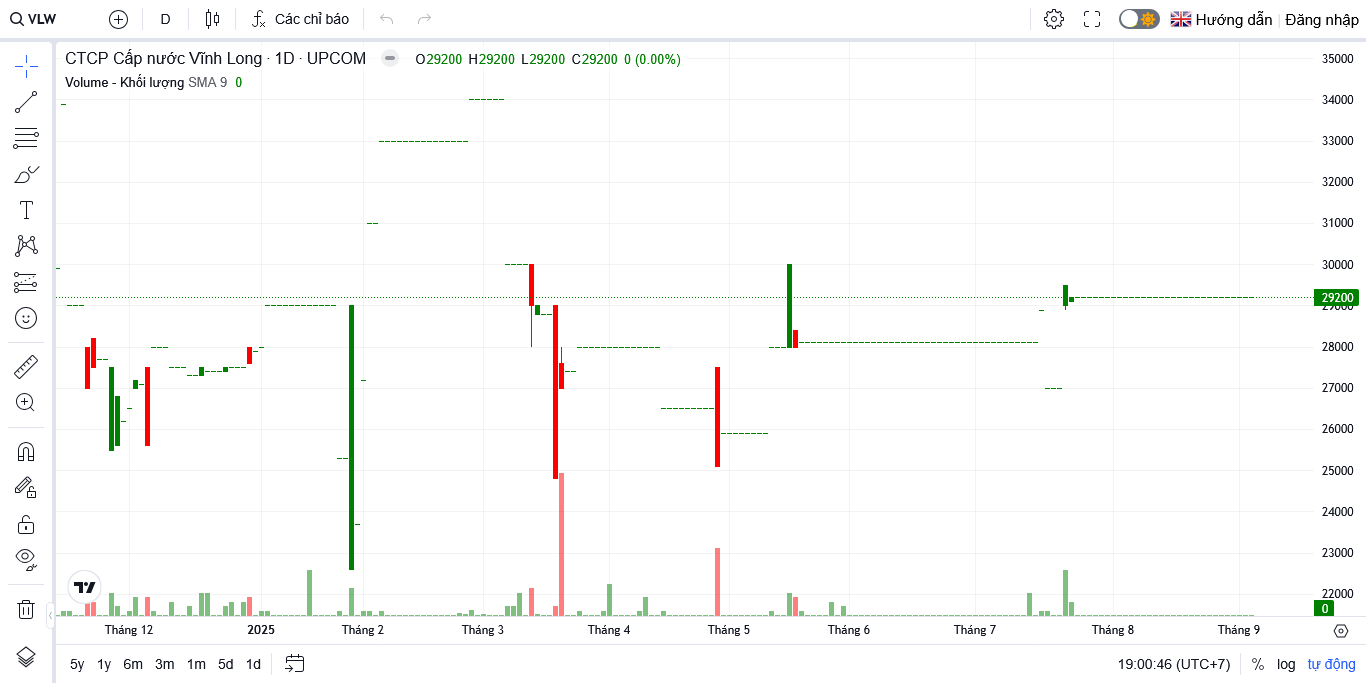 VLW
D
Các chỉ báo
Hướng dẫn
Đăng nhập
CTCP Cấp nước Vĩnh Long · 1D · UPCOM
O29200 H29200 L29200 C29200 0 (0.00%)
Volume - Khối lượng SMA 9 0
35000
34000
33000
32000
31000
30000
29200
29000
28000
27000
26000
25000
24000
23000
22000
0
Tháng 12
2025
Tháng 2
Tháng 3
Tháng 4
Tháng 5
Tháng 6
Tháng 7
Tháng 8
Tháng 9
5y 1y 6m 3m 1m 5d 1d
19:00:46 (UTC+7)
%
log
tự động